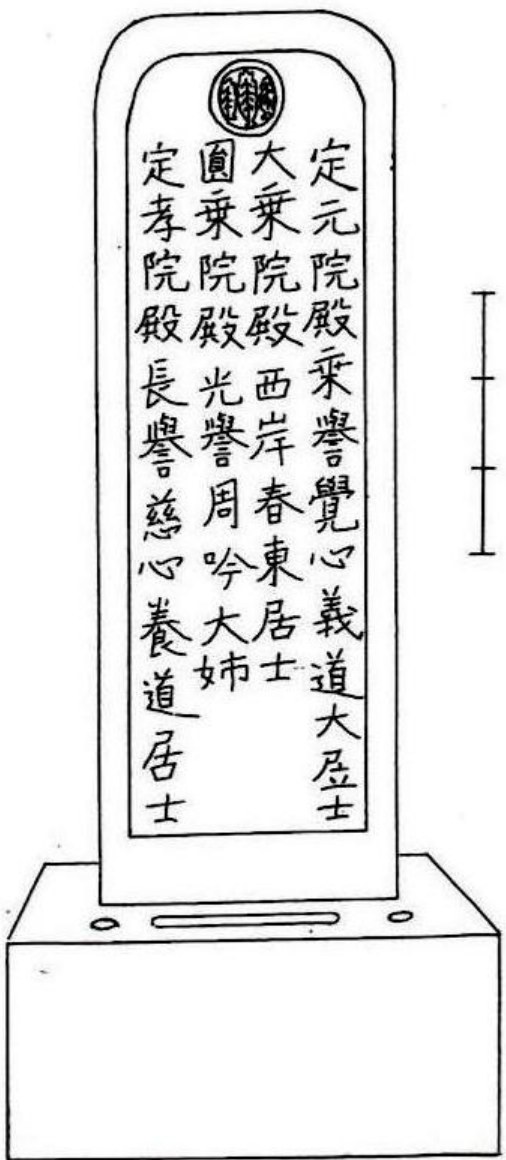 定元院殿乗譽覺心義道大居士
大乗院殿西岸春東居士
圓乗院殿光譽周吟大姉
定孝院殿長譽慈心養道居士